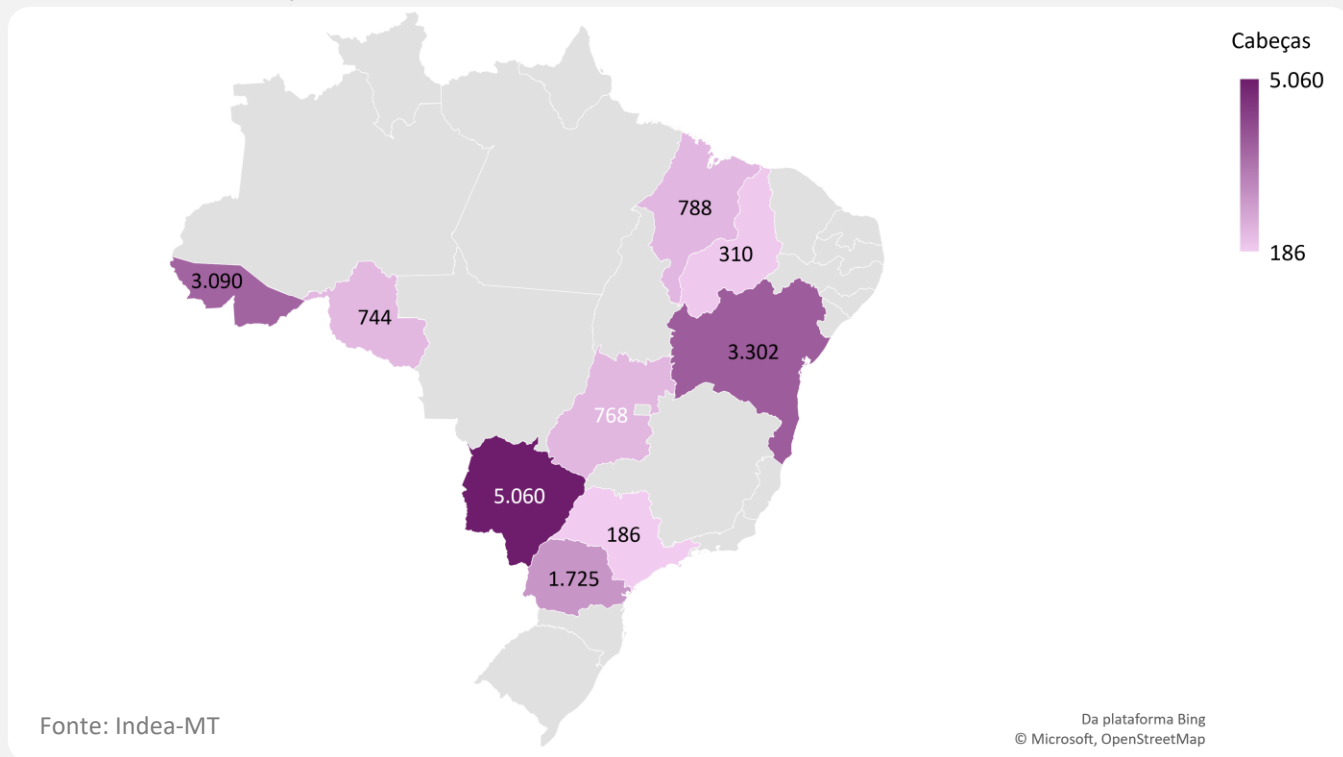 Cabeças
5.060
186
788
310
3.090
744
3.302
768
5.060
186
1.725
Fonte: Indea-MT
Da plataforma Bing
© Microsoft, OpenStreetMap